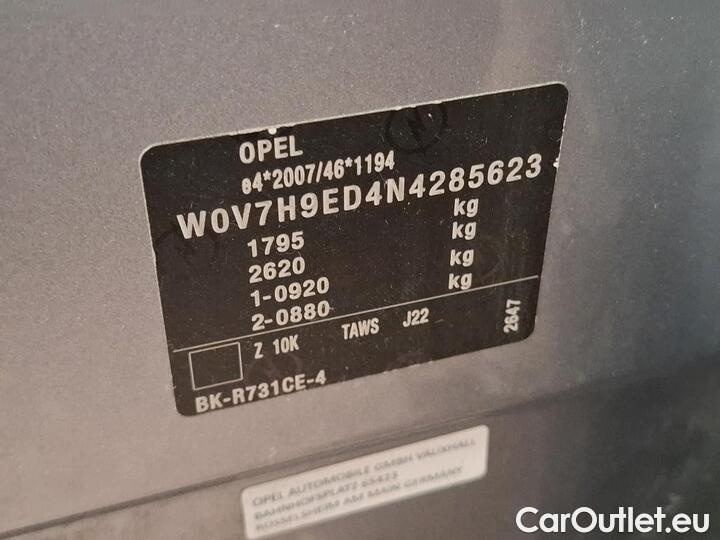 OPEL
e4*2007/46*1194
W0V7H9ED4N4285623
1795 kg
2620 kg
1-0920 kg
2-0880 kg
Z 10K TAWS J22 2647
BK-R731CE-4
OPEL AUTOMOBILE GMBH VAUXHALL
BAHNHOFSPLATZ 65423
RÜSSELSHEIM AM MAIN GERMANY
CarOutlet.eu